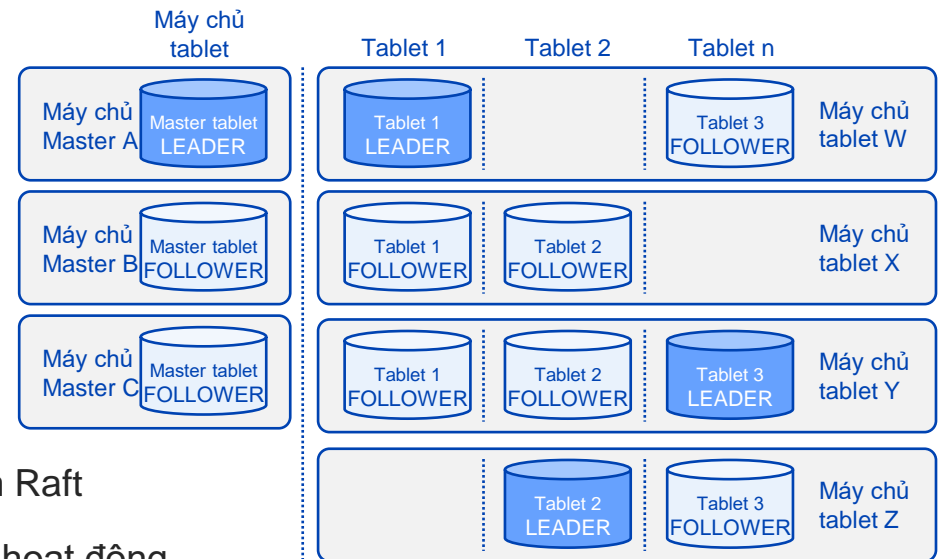 Máy chủ
tablet
Tablet 1
Tablet 2
Tablet n
Máy chủ
Master A
Master tablet
LEADER
Tablet 1
LEADER
Tablet 3
FOLLOWER
Máy chủ
tablet W
Máy chủ
Master B
Master tablet
FOLLOWER
Tablet 1
FOLLOWER
Tablet 2
FOLLOWER
Máy chủ
tablet X
Máy chủ
Master C
Master tablet
FOLLOWER
Tablet 1
FOLLOWER
Tablet 2
FOLLOWER
Tablet 3
LEADER
Máy chủ
tablet Y
Raft
Tablet 2
LEADER
Tablet 3
FOLLOWER
Máy chủ
tablet Z